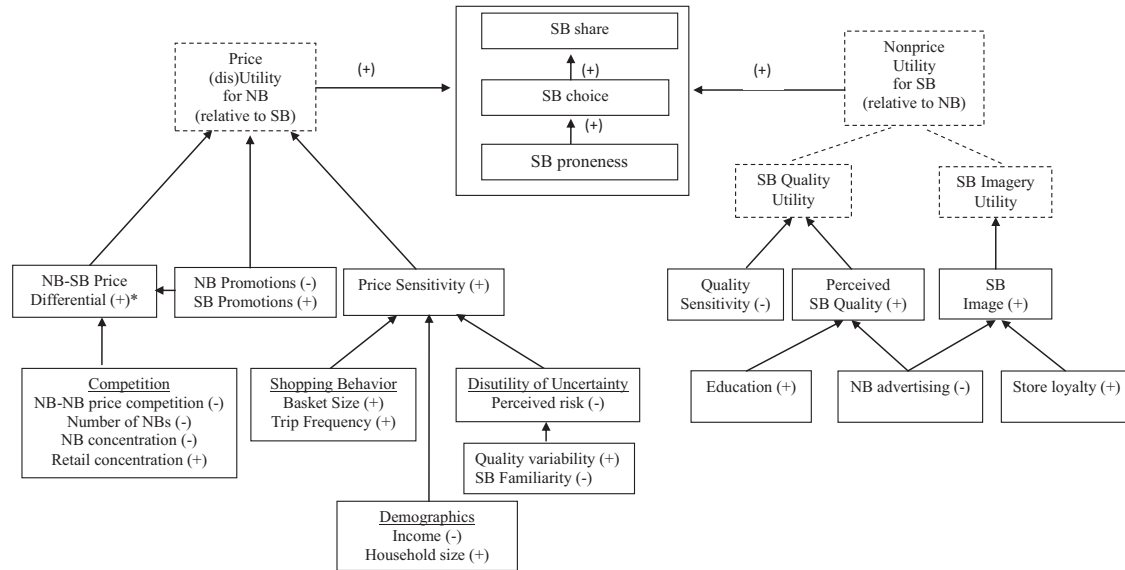 SB share
(+)
SB choice
(+)
SB proneness
Price
(dis)Utility
for NB
(relative to SB)
(+)
(+)
Nonprice
Utility
for SB
(relative to NB)
SB Quality
Utility
SB Imagery
Utility
NB-SB Price
Differential (+)*
NB Promotions (-)
SB Promotions (+)
Price Sensitivity (+)
Quality
Sensitivity (-)
Perceived
SB Quality (+)
SB
Image (+)
Competition
NB-NB price competition (-)
Number of NBs (-)
NB concentration (-)
Retail concentration (+)
Shopping Behavior
Basket Size (+)
Trip Frequency (+)
Disutility of Uncertainty
Perceived risk (-)
Education (+)
NB advertising (-)
Store loyalty (+)
Quality variability (+)
SB Familiarity (-)
Demographics
Income (-)
Household size (+)